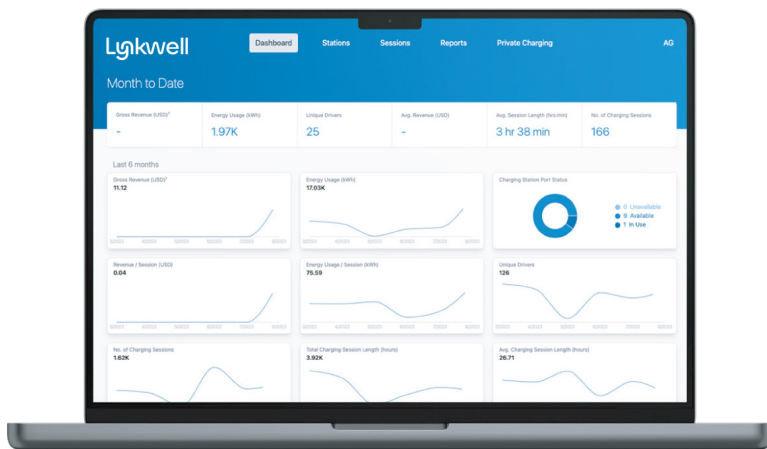 Lynkwell
Dashboard
Stations
Sessions
Reports
Private Charging
AG
Month to Date
Gross Revenue (USD)
Energy Usage (kWh)
Unique Drivers
Avg. Revenue (USD)
Avg. Session Length (hrs:min)
No. of Charging Sessions
-
1.97K
25
-
3 hr 38 min
166
Last 6 months
Gross Revenue (USD)
11.12
Energy Usage (kWh)
17.03K
Charging Station Port Status
0 Unavailable
9 Available
1 In Use
Revenue / Session (USD)
0.04
Energy Usage / Session (kWh)
75.59
Unique Drivers
126
No. of Charging Sessions
1.62K
Total Charging Session Length (hours)
3.92K
Avg. Charging Session Length (hours)
26.71